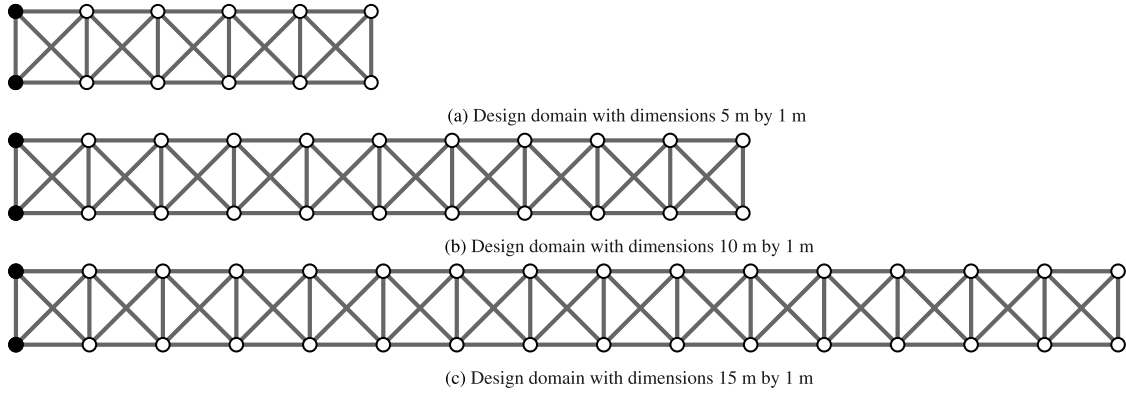 (a) Design domain with dimensions 5 m by 1 m
(b) Design domain with dimensions 10 m by 1 m
(c) Design domain with dimensions 15 m by 1 m